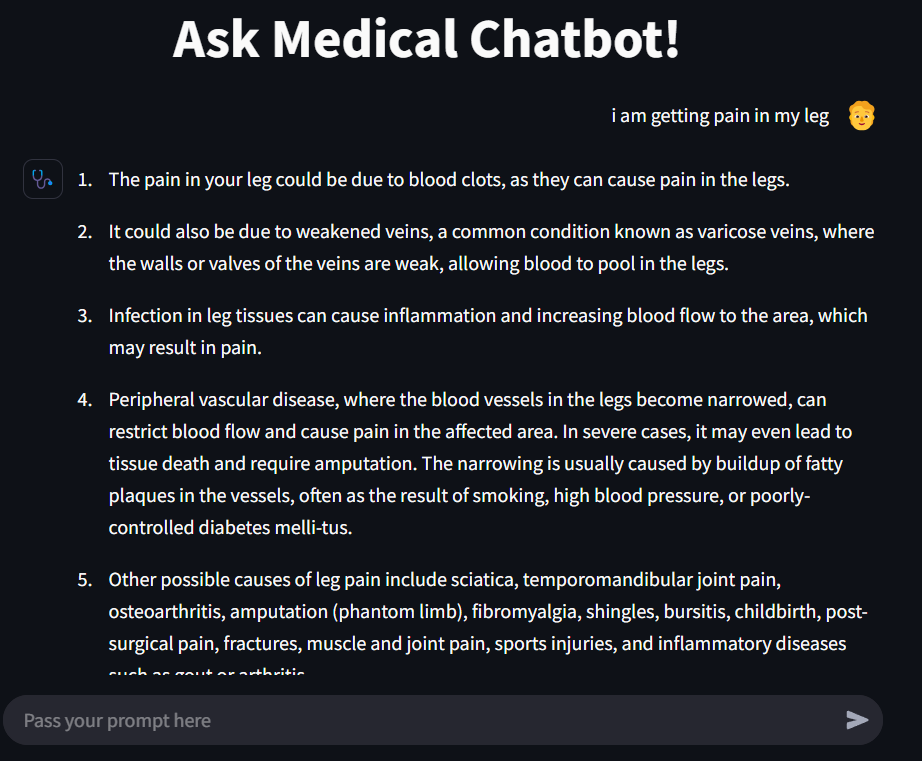 Ask Medical Chatbot!
i am getting pain in my leg
1. The pain in your leg could be due to blood clots, as they can cause pain in the legs.
2. It could also be due to weakened veins, a common condition known as varicose veins, where
the walls or valves of the veins are weak, allowing blood to pool in the legs.
3. Infection in leg tissues can cause inflammation and increasing blood flow to the area, which
may result in pain.
4. Peripheral vascular disease, where the blood vessels in the legs become narrowed, can
restrict blood flow and cause pain in the affected area. In severe cases, it may even lead to
tissue death and require amputation. The narrowing is usually caused by buildup of fatty
plaques in the vessels, often as the result of smoking, high blood pressure, or poorly-
controlled diabetes melli-tus.
5. Other possible causes of leg pain include sciatica, temporomandibular joint pain,
osteoarthritis, amputation (phantom limb), fibromyalgia, shingles, bursitis, childbirth, post-
surgical pain, fractures, muscle and joint pain, sports injuries, and inflammatory diseases
such as gout or arthritis.
Pass your prompt here